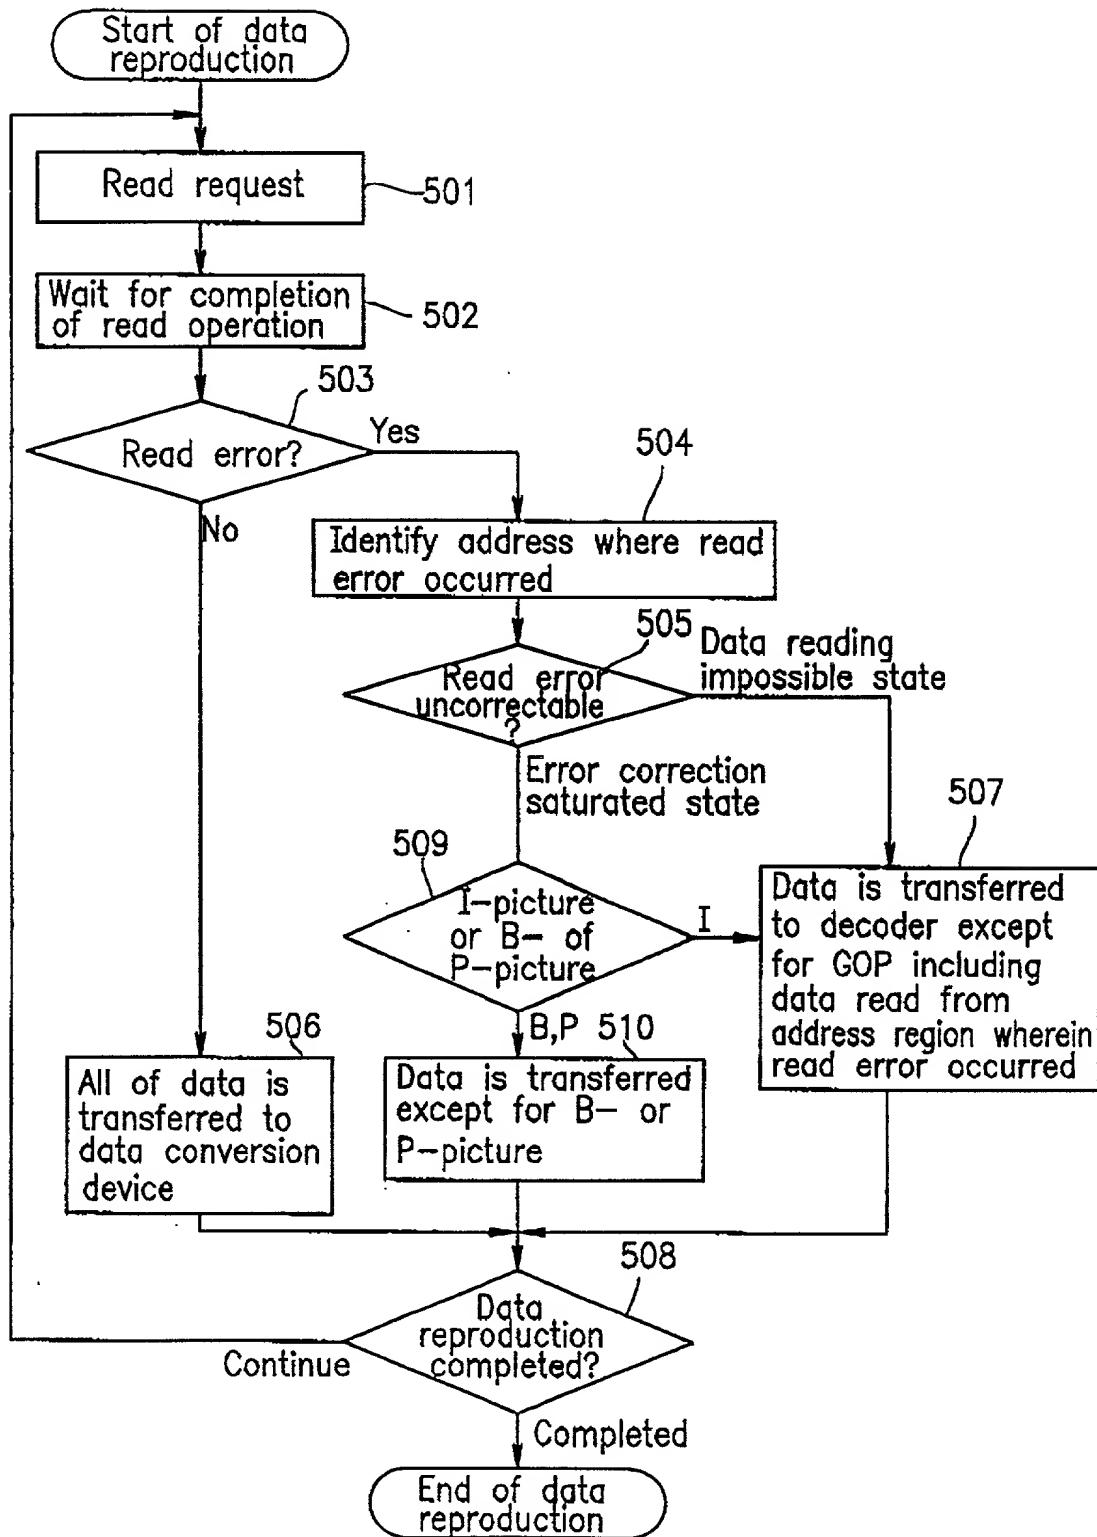 Start of data
reproduction
Read request
501
Wait for completion
of read operation
502
503
Read error?
Yes
No
504
Identify address where read
error occurred
505
Read error
uncorrectable
?
Data reading
impossible state
Error correction
saturated state
507
509
I-picture
or B- of
P-picture
I
Data is transferred
to decoder except
for GOP including
data read from
address region wherein
read error occurred
B,P
510
506
All of data is
transferred to
data conversion
device
Data is transferred
except for B- or
P-picture
508
Data
reproduction
completed?
Continue
Completed
End of data
reproduction